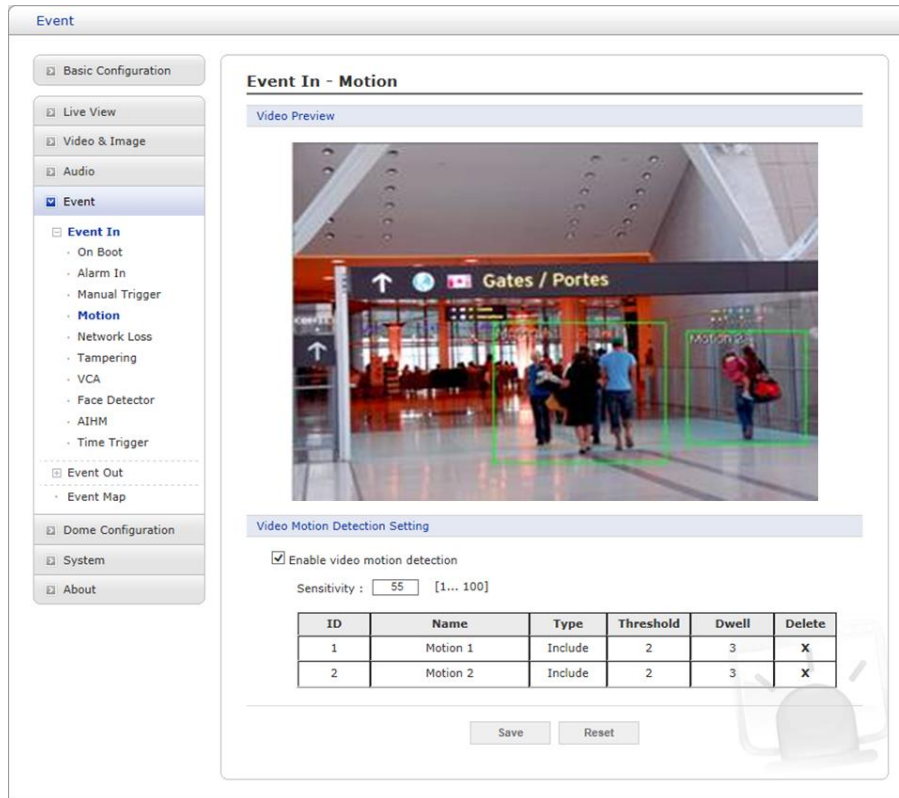 Event
Basic Configuration
Live View
Video & Image
Audio
Event
Event In
On Boot
Alarm In
Manual Trigger
Motion
Network Loss
Tampering
VCA
Face Detector
AIHM
Time Trigger
Event Out
Event Map
Dome Configuration
System
About
Event In - Motion
Video Preview
Gates / Portes
Motion 2
Video Motion Detection Setting
Enable video motion detection
Sensitivity : 55 [1... 100]
ID Name Type Threshold Dwell Delete
1 Motion 1 Include 2 3 X
2 Motion 2 Include 2 3 X
Save Reset